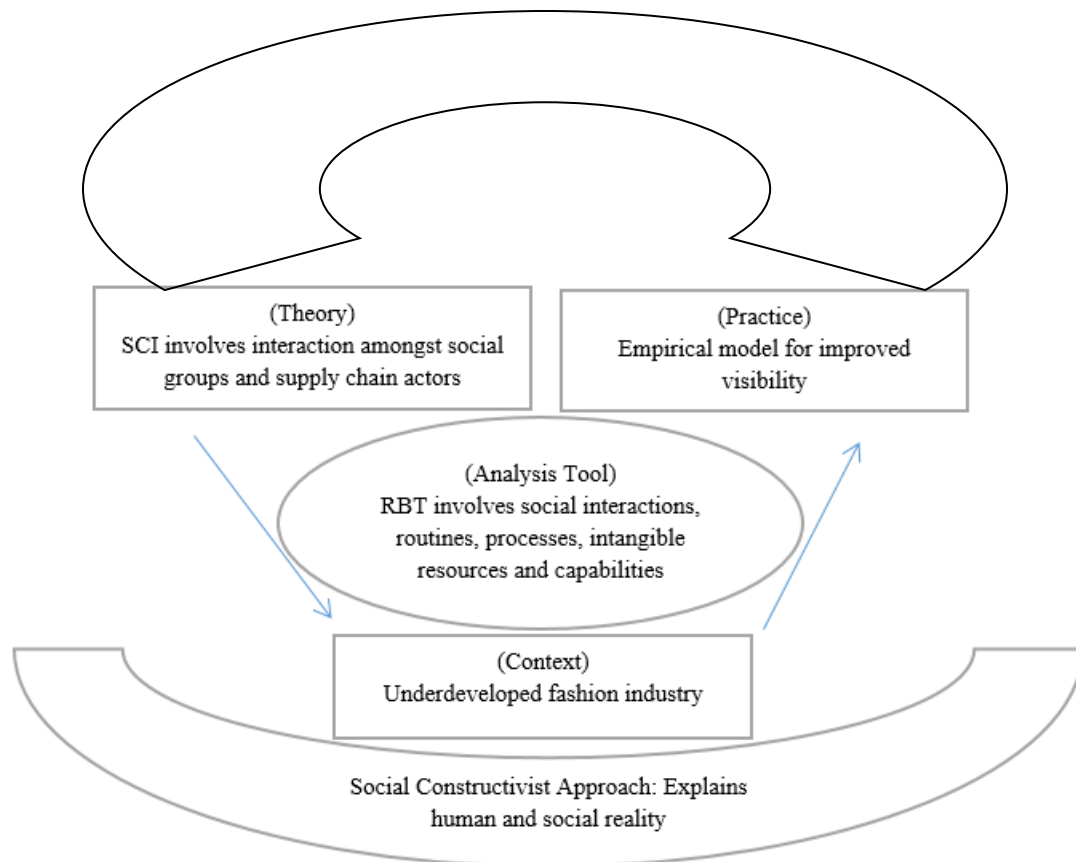 (Theory)
SCI involves interaction amongst social
groups and supply chain actors
(Practice)
Empirical model for improved
visibility
(Analysis Tool)
RBT involves social interactions,
routines, processes, intangible
resources and capabilities
(Context)
Underdeveloped fashion industry
Social Constructivist Approach: Explains
human and social reality